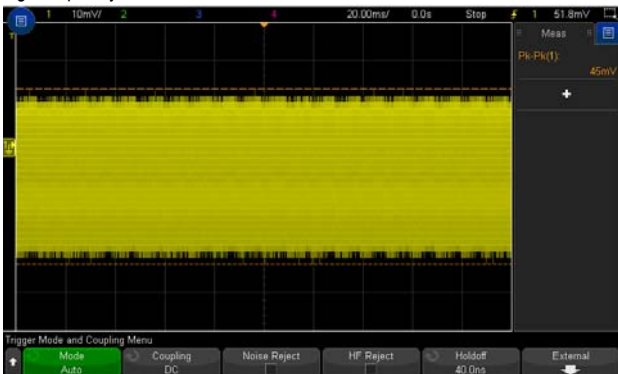 1 10mV/ 2 3 4 20.00ms/ 0.0s Stop 1 51.8mV
Meas
Pk-Pk(1):
45mV
Trigger Mode and Coupling Menu
Mode Coupling Noise Reject HF Reject Holdoff External
Auto DC 40.0ns